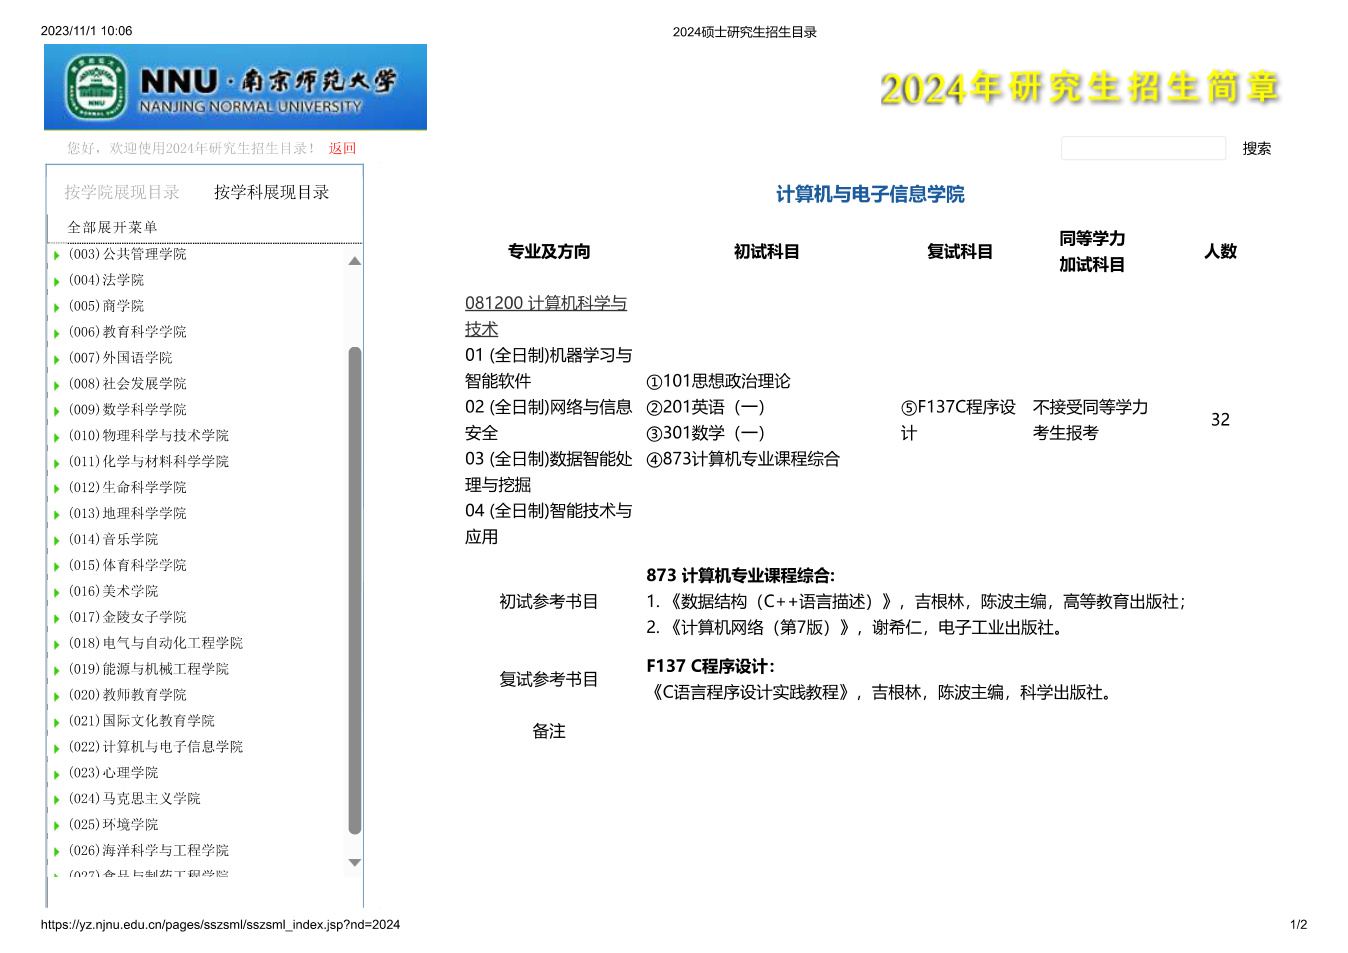 2023/11/1 10:06
2024硕士研究生招生目录
NNU·南京师范大学
NANJING NORMAL UNIVERSITY
2024年研究生招生简章
您好，欢迎使用2024年研究生招生目录！ 返回
搜索
按学院展现目录 按学科展现目录
全部展开菜单
(003)公共管理学院
(004)法学院
(005)商学院
(006)教育科学学院
(007)外国语学院
(008)社会发展学院
(009)数学科学学院
(010)物理科学与技术学院
(011)化学与材料科学学院
(012)生命科学学院
(013)地理科学学院
(014)音乐学院
(015)体育科学学院
(016)美术学院
(017)金陵女子学院
(018)电气与自动化工程学院
(019)能源与机械工程学院
(020)教师教育学院
(021)国际文化教育学院
(022)计算机与电子信息学院
(023)心理学院
(024)马克思主义学院
(025)环境学院
(026)海洋科学与工程学院
(027)食品与制药工程学院
计算机与电子信息学院
专业及方向 初试科目 复试科目 同等学力
加试科目 人数
081200 计算机科学与
技术
01 (全日制)机器学习与
智能软件
02 (全日制)网络与信息
安全
03 (全日制)数据智能处
理与挖掘
04 (全日制)智能技术与
应用
①101思想政治理论
②201英语（一）
③301数学（一）
④873计算机专业课程综合
⑤F137C程序设
计
不接受同等学力
考生报考
32
初试参考书目
873 计算机专业课程综合:
1. 《数据结构（C++语言描述）》，吉根林，陈波主编，高等教育出版社；
2. 《计算机网络（第7版）》，谢希仁，电子工业出版社。
复试参考书目
F137 C程序设计：
《C语言程序设计实践教程》，吉根林，陈波主编，科学出版社。
备注
https://yz.njnu.edu.cn/pages/sszsml/sszsml_index.jsp?nd=2024
1/2